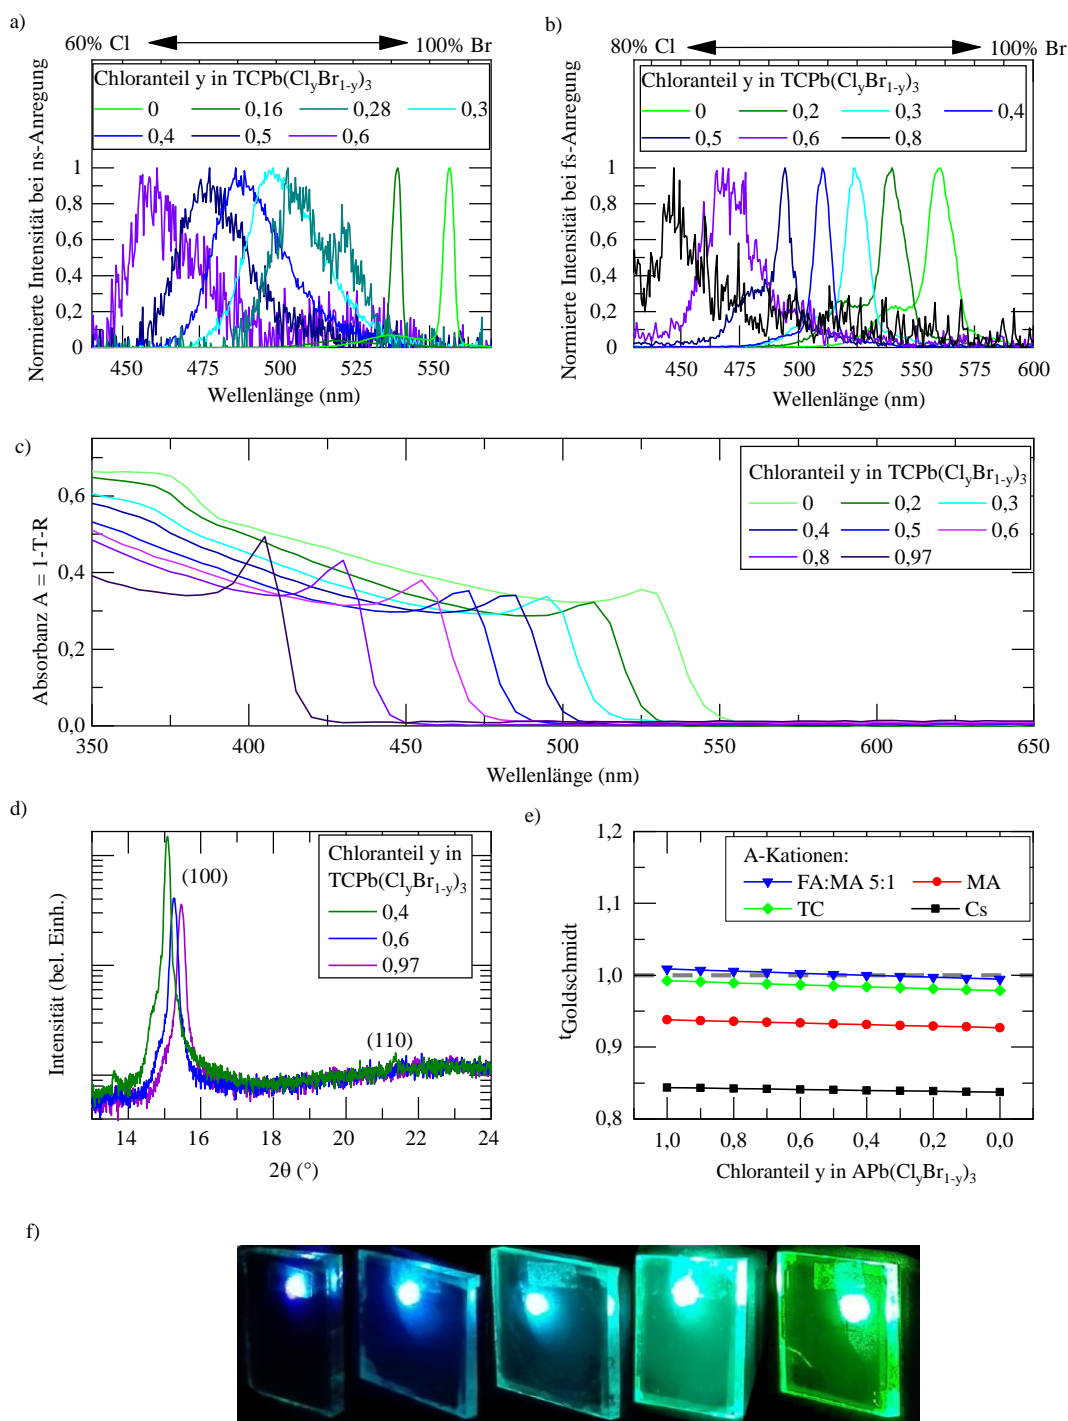 a)
60% Cl
100% Br
Chloranteil y in TCPb(ClyBr1-y)3
0
0,16
0,28
0,3
0,4
0,5
0,6
Normierte Intensität bei ns-Anregung
1
0,8
0,6
0,4
0,2
0
450
475
500
525
550
Wellenlänge (nm)
b)
80% Cl
100% Br
Chloranteil y in TCPb(ClyBr1-y)3
0
0,2
0,3
0,4
0,5
0,6
0,8
Normierte Intensität bei fs-Anregung
1
0,8
0,6
0,4
0,2
0
450
475
500
525
550
575
600
Wellenlänge (nm)
c)
Chloranteil y in TCPb(ClyBr1-y)3
0
0,2
0,3
0,4
0,5
0,6
0,8
0,97
Absorbanz A = 1-T-R
0,6
0,4
0,2
0,0
350
400
450
500
550
600
650
Wellenlänge (nm)
d)
Chloranteil y in
TCPb(ClyBr1-y)3
0,4
0,6
0,97
(100)
(110)
Intensität (bel. Einh.)
14
16
18
20
22
24
2θ (°)
e)
A-Kationen:
FA:MA 5:1
MA
TC
Cs
tGoldschmidt
1,2
1,1
1,0
0,9
0,8
1,0
0,8
0,6
0,4
0,2
0,0
Chloranteil y in APb(ClyBr1-y)3
f)